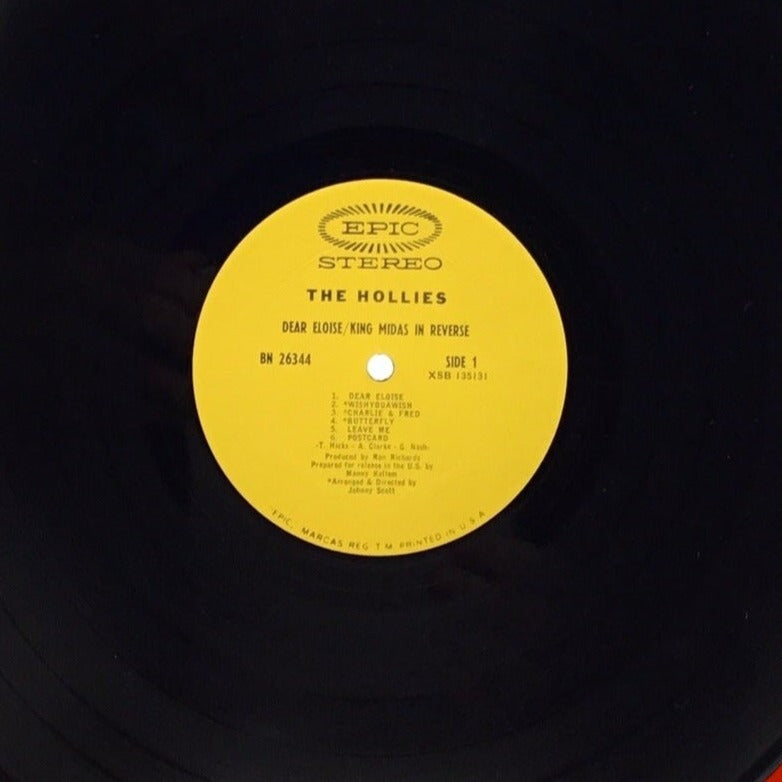 EPIC
STEREO
THE HOLLIES
DEAR ELOISE/KING MIDAS IN REVERSE
BN 26344 SIDE 1
XSB 135131
1. DEAR ELOISE
2. *WISHYOUAWISH
3. *CHARLIE & FRED
4. *BUTTERFLY
5. LEAVE ME
6. POSTCARD
-T. Hicks - A. Clarke - G. Nash-
Produced by Ron Richards
Prepared for release in the U.S. by
Manny Kellem
*Arranged & Directed by
Johnny Scott
"EPIC, MARCAS REG. T.M. PRINTED IN U.S.A.